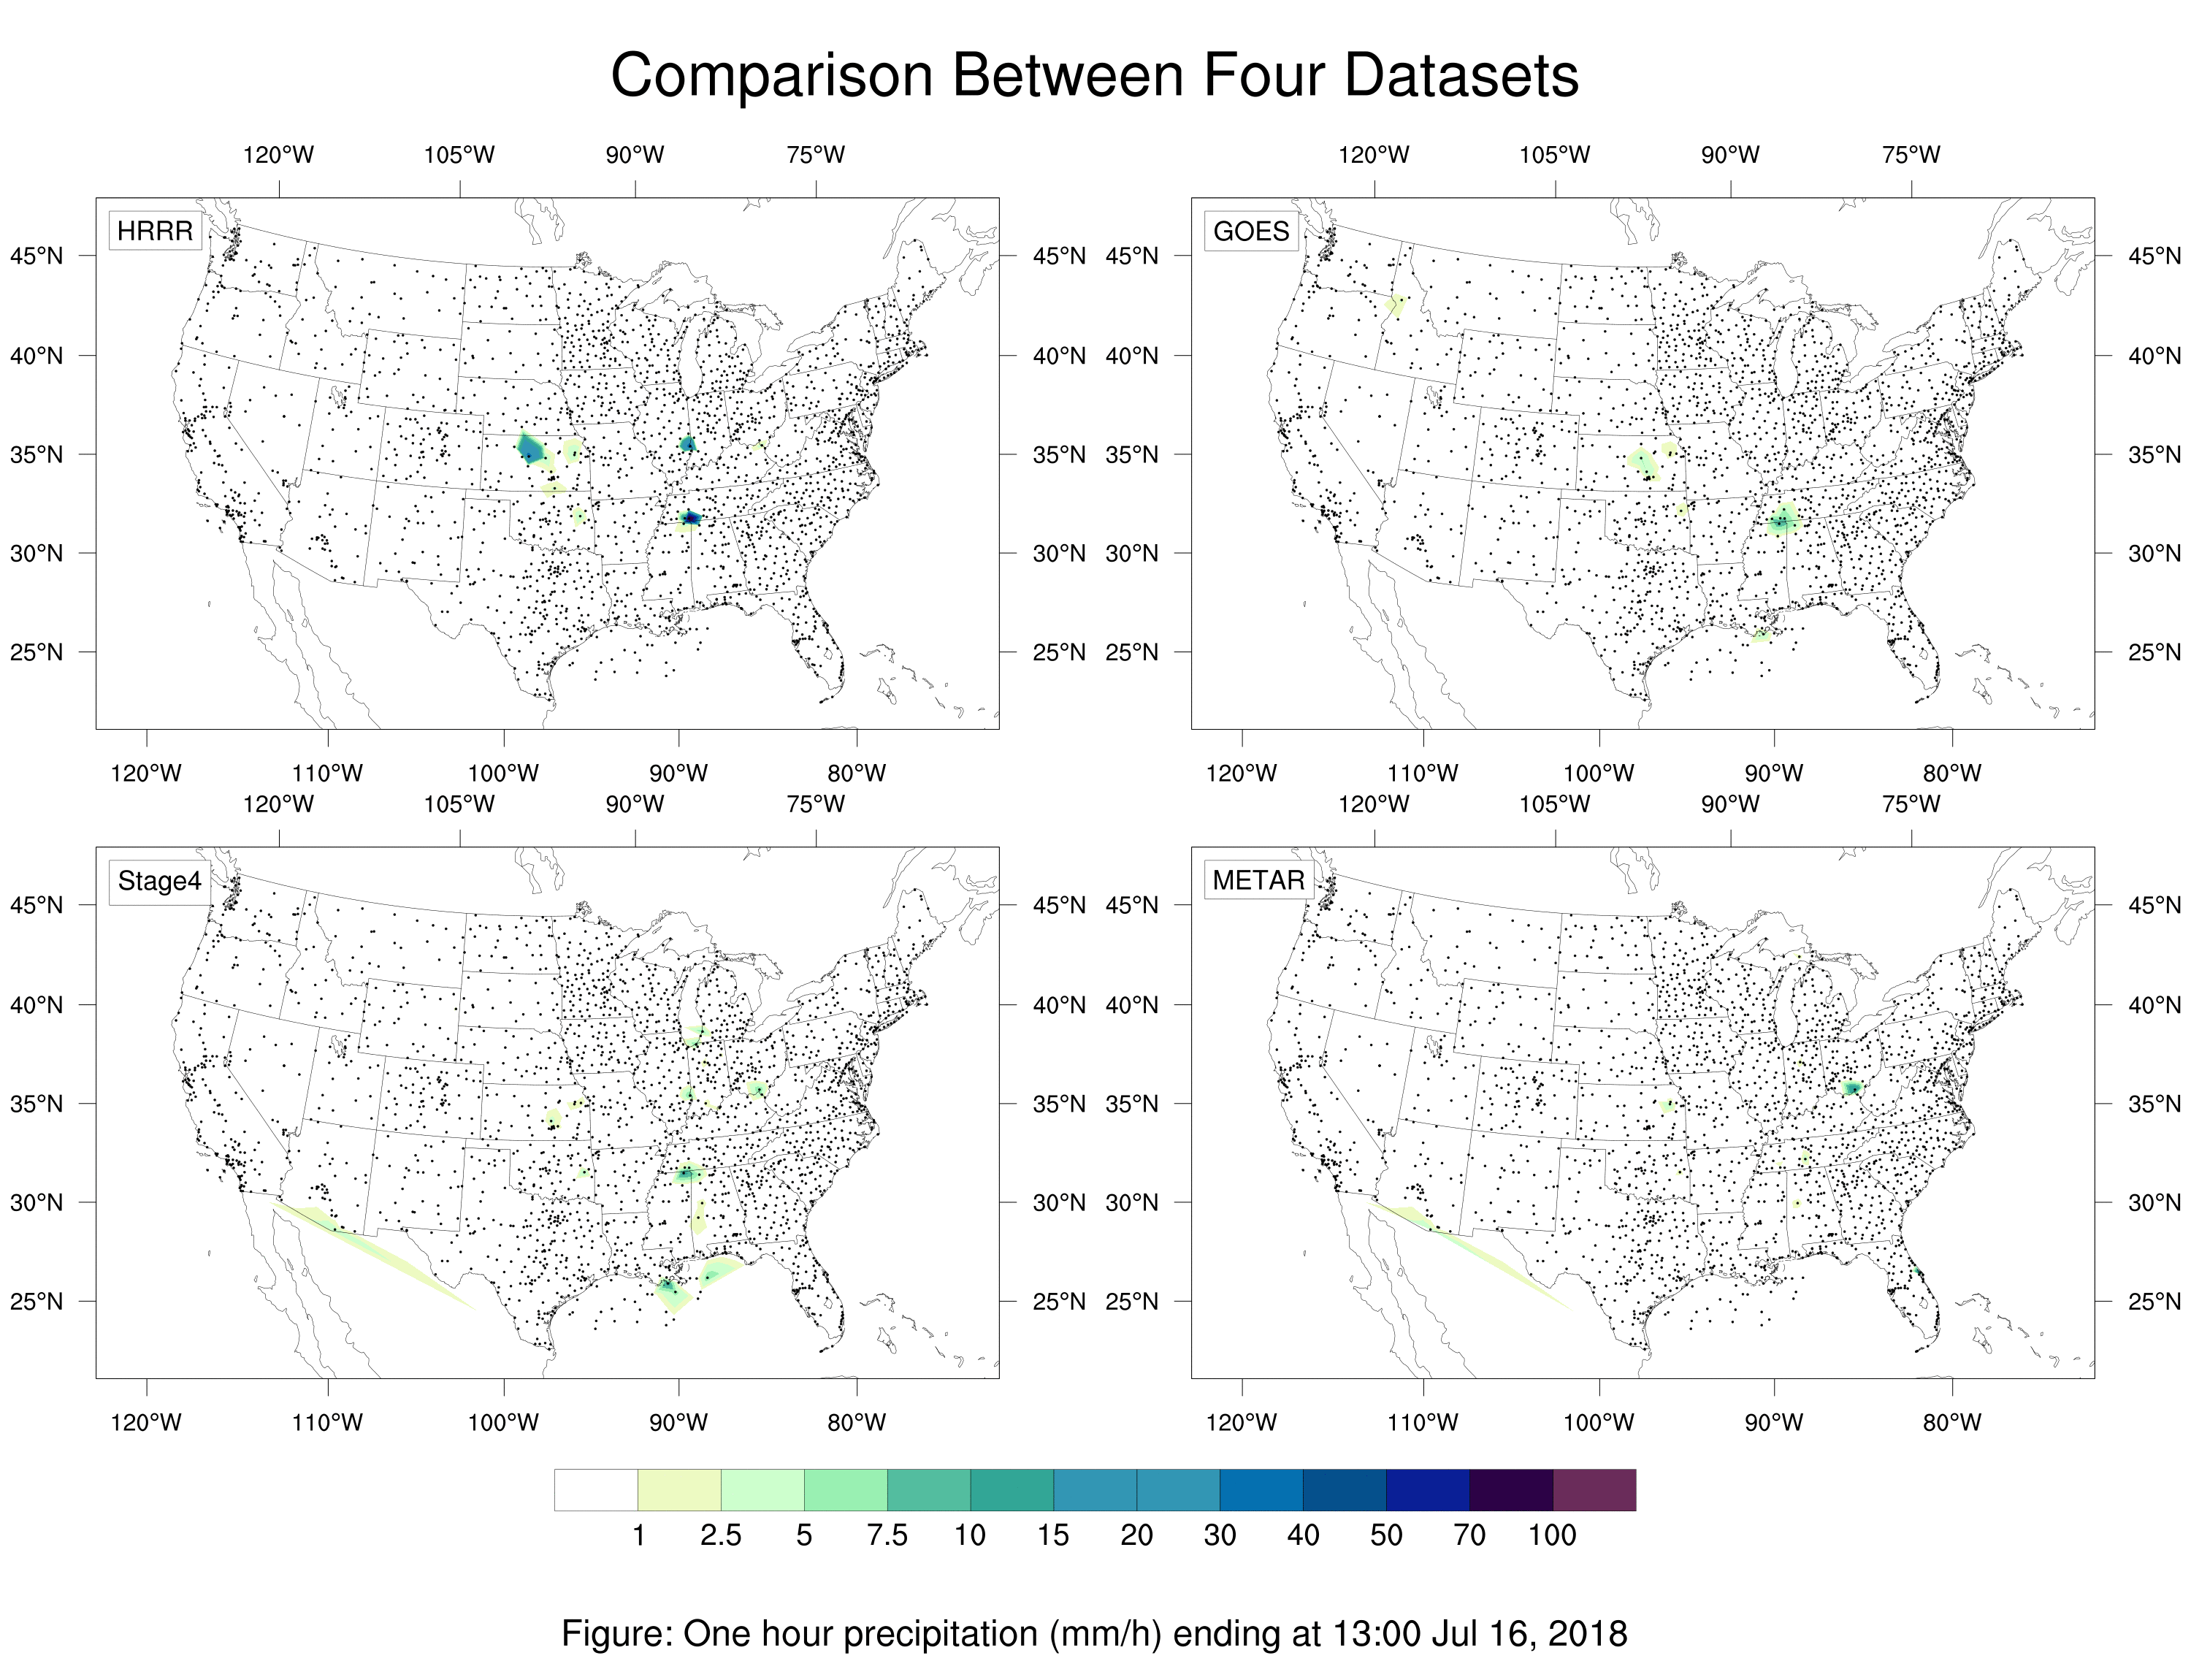 Comparison Between Four Datasets
120°W 105°W 90°W 75°W 120°W 105°W 90°W 75°W
HRRR GOES
45°N 45°N 45°N 45°N
40°N 40°N 40°N 40°N
35°N 35°N 35°N 35°N
30°N 30°N 30°N 30°N
25°N 25°N 25°N 25°N
120°W 110°W 100°W 90°W 80°W 120°W 110°W 100°W 90°W 80°W
120°W 105°W 90°W 75°W 120°W 105°W 90°W 75°W
Stage4 METAR
45°N 45°N 45°N 45°N
40°N 40°N 40°N 40°N
35°N 35°N 35°N 35°N
30°N 30°N 30°N 30°N
25°N 25°N 25°N 25°N
120°W 110°W 100°W 90°W 80°W 120°W 110°W 100°W 90°W 80°W
1 2.5 5 7.5 10 15 20 30 40 50 70 100
Figure: One hour precipitation (mm/h) ending at 13:00 Jul 16, 2018